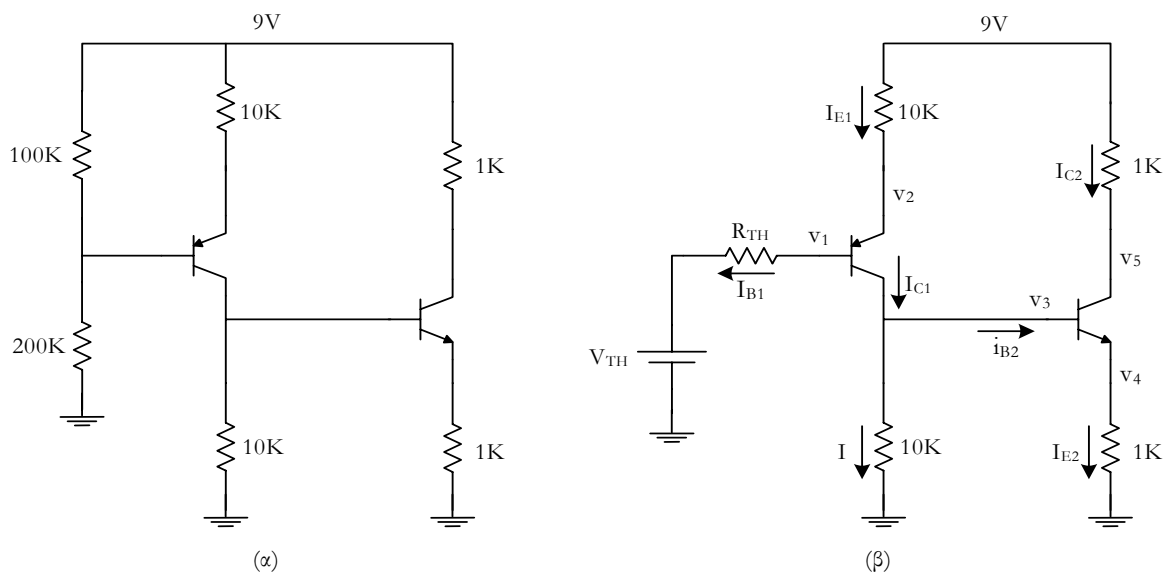 9V
10K
100K
1K
200K
10K
1K
(α)
9V
I_E1
10K
I_C2
1K
v_2
R_TH
v_1
I_B1
I_C1
v_5
v_3
i_B2
V_TH
v_4
I
10K
I_E2
1K
(β)